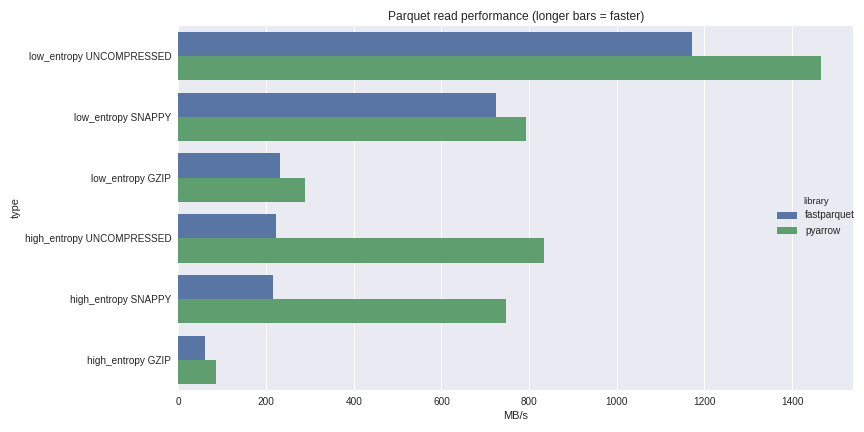 Parquet read performance (longer bars = faster)
low_entropy UNCOMPRESSED
low_entropy SNAPPY
low_entropy GZIP
type
high_entropy UNCOMPRESSED
high_entropy SNAPPY
high_entropy GZIP
library
fastparquet
pyarrow
0 200 400 600 800 1000 1200 1400
MB/s